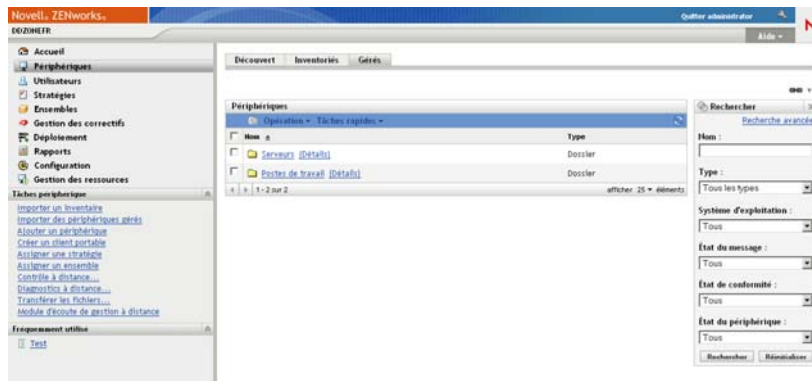 Novell® ZENworks®
Quitter administrator
DDZONEFR
Aide
Accueil
Périphériques
Utilisateurs
Stratégies
Ensembles
Gestion des correctifs
Déploiement
Rapports
Configuration
Gestion des ressources
Tâches périphérique
Importer un inventaire
Importer des périphériques gérés
Ajouter un périphérique
Créer un client portable
Assigner une stratégie
Assigner un ensemble
Contrôle à distance...
Diagnostics à distance...
Transférer les fichiers...
Module d'écoute de gestion à distance
Fréquemment utilisé
Test
Découvert Inventoriés Gérés
Périphériques
Opération Tâches rapides
Nom Type
Serveurs (Détails) Dossier
Postes de travail (Détails) Dossier
1 - 2 sur 2 afficher 25 éléments
Rechercher
Recherche avancée
Nom :
Type :
Tous les types
Système d'exploitation :
Tous
État du message :
Tous
État de conformité :
Tous
État du périphérique :
Tous
Rechercher Réinitialiser